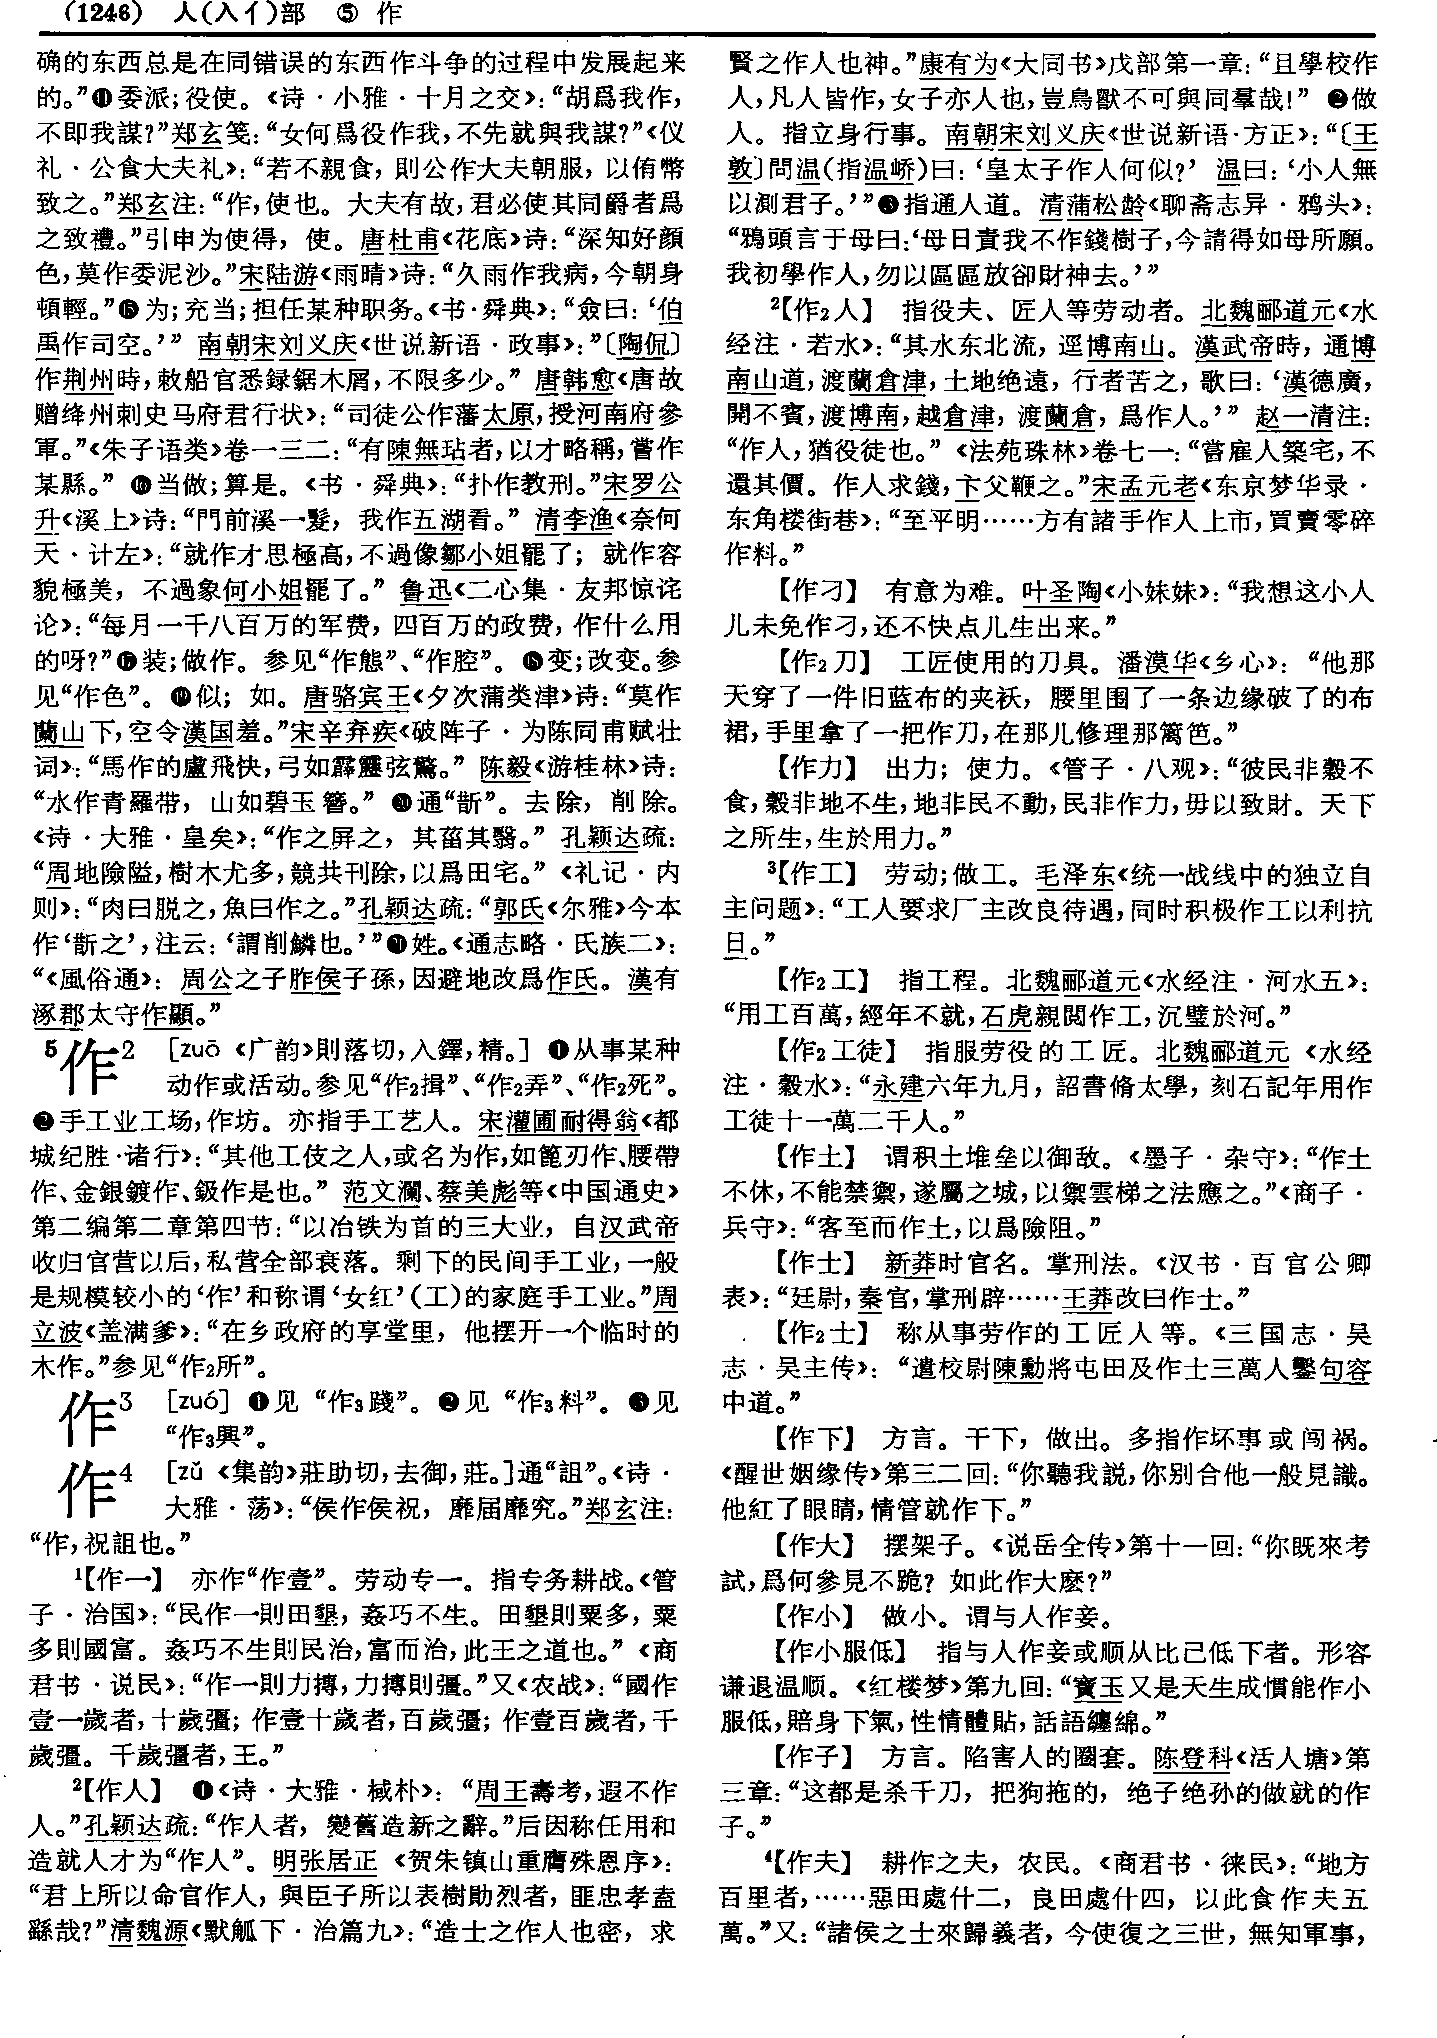 （1246） 人(入亻)部 ⑤ 作
确的东西总是在同错误的东西作斗争的过程中发展起来
的。”⓮委派；役使。《诗·小雅·十月之交》：“胡爲我作，
不即我謀？”郑玄笺：“女何爲役作我，不先就與我謀？”《仪
礼·公食大夫礼》：“若不親食，則公作大夫朝服，以侑幣
致之。”郑玄注：“作，使也。大夫有故，君必使其同爵者爲
之致禮。”引申为使得，使。唐杜甫《花底》诗：“深知好顔
色，莫作委泥沙。”宋陆游《雨晴》诗：“久雨作我病，今朝身
頓輕。”⓯为；充当；担任某种职务。《书·舜典》：“僉曰：‘伯
禹作司空。’” 南朝宋刘义庆《世说新语·政事》：”〔陶侃〕
作荆州時，敕船官悉録鋸木屑，不限多少。” 唐韩愈《唐故
赠绛州刺史马府君行状》：“司徒公作藩太原，授河南府參
軍。”《朱子语类》卷一三二：“有陳無玷者，以才略稱，嘗作
某縣。” ⓰当做；算是。《书·舜典》：“扑作教刑。”宋罗公
升《溪上》诗：“門前溪一髮，我作五湖看。” 清李渔《奈何
天·计左》：“就作才思極高，不過像鄒小姐罷了；就作容
貌極美，不過象何小姐罷了。” 鲁迅《二心集·友邦惊诧
论》：“每月一千八百万的军费，四百万的政费，作什么用
的呀？”⓱装；做作。参见“作態”、“作腔”。 ⓲变；改变。参
见“作色”。 ⓳似；如。唐骆宾王《夕次蒲类津》诗：“莫作
蘭山下，空令漢国羞。”宋辛弃疾《破阵子·为陈同甫赋壮
词》：“馬作的盧飛快，弓如霹靂弦驚。” 陈毅《游桂林》诗：
“水作青羅带，山如碧玉簪。” ⓴通“斮”。去除，削除。
《诗·大雅·皇矣》：“作之屏之，其菑其翳。” 孔颖达疏：
“周地險隘，樹木尤多，競共刊除，以爲田宅。” 《礼记·内
则》：“肉曰脱之，魚曰作之。”孔颖达疏：“郭氏《尔雅》今本
作‘斮之’，注云：‘謂削鱗也。’”㉑姓。《通志略·氏族二》：
“《風俗通》：周公之子胙侯子孫，因避地改爲作氏。漢有
涿郡太守作顯。”
5作2 ［zuō 《广韵》則落切，入鐸，精。］ ❶从事某种
动作或活动。参见“作2揖”、“作2弄”、“作2死”。
❷手工业工场，作坊。亦指手工艺人。宋灌圃耐得翁《都
城纪胜·诸行》：“其他工伎之人，或名为作，如篦刃作、腰帶
作、金銀鍍作、鈒作是也。” 范文瀾、蔡美彪等《中国通史》
第二编第二章第四节：“以冶铁为首的三大业，自汉武帝
收归官营以后，私营全部衰落。剩下的民间手工业，一般
是规模较小的‘作’和称谓‘女红’（工）的家庭手工业。”周
立波《盖满爹》：“在乡政府的享堂里，他摆开一个临时的
木作。”参见“作2所”。
作3 ［zuó］ ❶见“作3踐”。 ❷见“作3料”。 ❸见
“作3興”。
作4 ［zǔ 《集韵》莊助切，去御，莊。］通“詛”。《诗·
大雅·荡》：“侯作侯祝，靡届靡究。”郑玄注：
“作，祝詛也。”
1【作一】 亦作“作壹”。劳动专一。指专务耕战。《管
子·治国》：“民作一則田墾，姦巧不生。田墾則粟多，粟
多則國富。姦巧不生則民治，富而治，此王之道也。” 《商
君书·说民》：“作一則力摶，力摶則彊。”又《农战》：“國作
壹一歲者，十歲彊；作壹十歲者，百歲彊；作壹百歲者，千
歲彊。千歲彊者，王。”
2【作人】 ❶《诗·大雅·棫朴》：“周王壽考，遐不作
人。”孔颖达疏：“作人者，變舊造新之辭。”后因称任用和
造就人才为“作人”。明张居正 《贺朱镇山重膺殊恩序》：
“君上所以命官作人，與臣子所以表樹勛烈者，匪忠孝盍
繇哉？”清魏源《默觚下·治篇九》：“造士之作人也密，求
賢之作人也神。”康有为《大同书》戊部第一章：“且學校作
人，凡人皆作，女子亦人也，豈鳥獸不可與同羣哉！” ❷做
人。指立身行事。南朝宋刘义庆《世说新语·方正》：“〔王
敦〕問温（指温峤）曰：‘皇太子作人何似？’ 温曰：‘小人無
以測君子。’”❸指通人道。清蒲松龄《聊斋志异·鸦头》：
“鴉頭言于母曰：‘母日責我不作錢樹子，今請得如母所願。
我初學作人，勿以區區放卻財神去。’”
2【作2人】 指役夫、匠人等劳动者。北魏郦道元《水
经注·若水》：“其水东北流，逕博南山。漢武帝時，通博
南山道，渡蘭倉津，土地绝遠，行者苦之，歌曰：‘漢德廣，
開不賓，渡博南，越倉津，渡蘭倉，爲作人。’” 赵一清注：
“作人，猶役徒也。” 《法苑珠林》卷七一：“嘗雇人築宅，不
還其價。作人求錢，卞父鞭之。”宋孟元老《东京梦华录·
东角楼街巷》：“至平明……方有諸手作人上市，買賣零碎
作料。”
【作刁】 有意为难。叶圣陶《小妹妹》：“我想这小人
儿未免作刁，还不快点儿生出来。”
【作2刀】 工匠使用的刀具。潘漠华《乡心》：“他那
天穿了一件旧蓝布的夹袄，腰里围了一条边缘破了的布
裙，手里拿了一把作刀，在那儿修理那篱笆。”
【作力】 出力；使力。《管子·八观》：“彼民非穀不
食，穀非地不生，地非民不動，民非作力，毋以致財。天下
之所生，生於用力。”
3【作工】 劳动；做工。毛泽东《统一战线中的独立自
主问题》：“工人要求厂主改良待遇，同时积极作工以利抗
日。”
【作2工】 指工程。北魏郦道元《水经注·河水五》：
“用工百萬，經年不就，石虎親閲作工，沉璧於河。”
【作2工徒】 指服劳役的工匠。北魏郦道元 《水经
注·穀水》：“永建六年九月，詔書脩太學，刻石記年用作
工徒十一萬二千人。”
【作土】 谓积土堆垒以御敌。《墨子·杂守》：“作土
不休，不能禁禦，遂屬之城，以禦雲梯之法應之。”《商子·
兵守》：“客至而作土，以爲險阻。”
【作士】 新莽时官名。掌刑法。《汉书·百官公卿
表》：“廷尉，秦官，掌刑辟……王莽改曰作士。”
【作2士】 称从事劳作的工匠人等。《三国志·吴
志·吴主传》：“遣校尉陳勳將屯田及作士三萬人鑿句容
中道。”
【作下】 方言。干下，做出。多指作坏事或闯祸。
《醒世姻缘传》第三二回：“你聽我説，你别合他一般見識。
他紅了眼睛，情管就作下。”
【作大】 摆架子。《说岳全传》第十一回：“你既來考
試，爲何參見不跪？如此作大麽？”
【作小】 做小。谓与人作妾。
【作小服低】 指与人作妾或顺从比己低下者。形容
谦退温顺。《红楼梦》第九回：“寶玉又是天生成慣能作小
服低，賠身下氣，性情體貼，話語纏綿。”
【作子】 方言。陷害人的圈套。陈登科《活人塘》第
三章：“这都是杀千刀，把狗拖的，绝子绝孙的做就的作
子。”
4【作夫】 耕作之夫，农民。《商君书·徕民》：“地方
百里者，……惡田處什二，良田處什四，以此食作夫五
萬。”又：“諸侯之士來歸義者，今使復之三世，無知軍事，